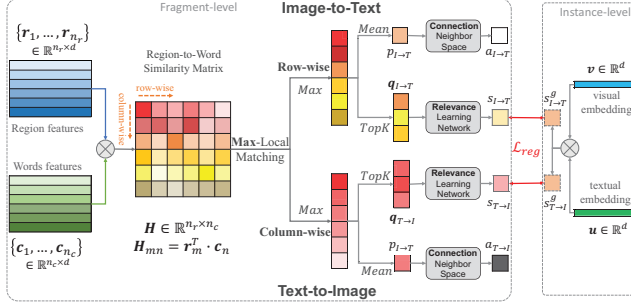 Fragment-level
Image-to-Text
Instance-level
{r_1, ..., r_{n_r}}
∈ ℝ^{n_r×d}
Region features
Words features
{c_1, ..., c_{n_c}}
∈ ℝ^{n_c×d}
Region-to-Word
Similarity Matrix
row-wise
column-wise
H ∈ ℝ^{n_r×n_c}
H_{mn} = r_m^T · c_n
Max-Local
Matching
Row-wise
Max
Max
Column-wise
Mean
p_{I→T}
Connection
Neighbor
Space
a_{I→T}
q_{I→T}
TopK
Relevance
Learning
Network
s_{I→T}
TopK
q_{T→I}
Relevance
Learning
Network
s_{T→I}
p_{I→T}
Mean
Connection
Neighbor
Space
a_{T→I}
Text-to-Image
ℒ_{reg}
s^g_{I→T}
s^g_{T→I}
v ∈ ℝ^d
visual
embedding
textual
embedding
u ∈ ℝ^d